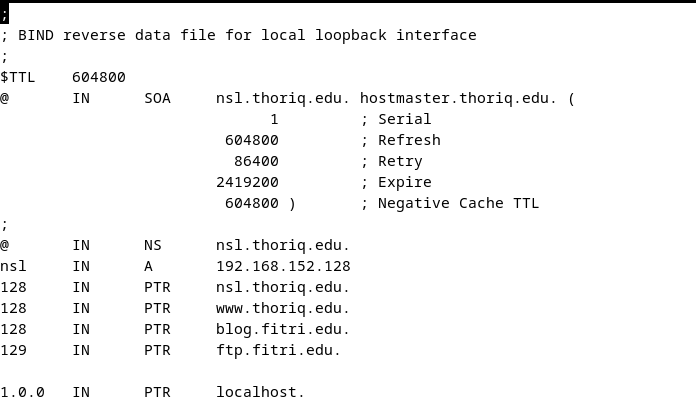 ;
; BIND reverse data file for local loopback interface
;
$TTL    604800
@       IN      SOA     nsl.thoriq.edu. hostmaster.thoriq.edu. (
                              1         ; Serial
                         604800         ; Refresh
                          86400         ; Retry
                        2419200         ; Expire
                         604800 )       ; Negative Cache TTL
;
@       IN      NS      nsl.thoriq.edu.
nsl     IN      A       192.168.152.128
128     IN      PTR     nsl.thoriq.edu.
128     IN      PTR     www.thoriq.edu.
128     IN      PTR     blog.fitri.edu.
129     IN      PTR     ftp.fitri.edu.

1.0.0   IN      PTR     localhost.